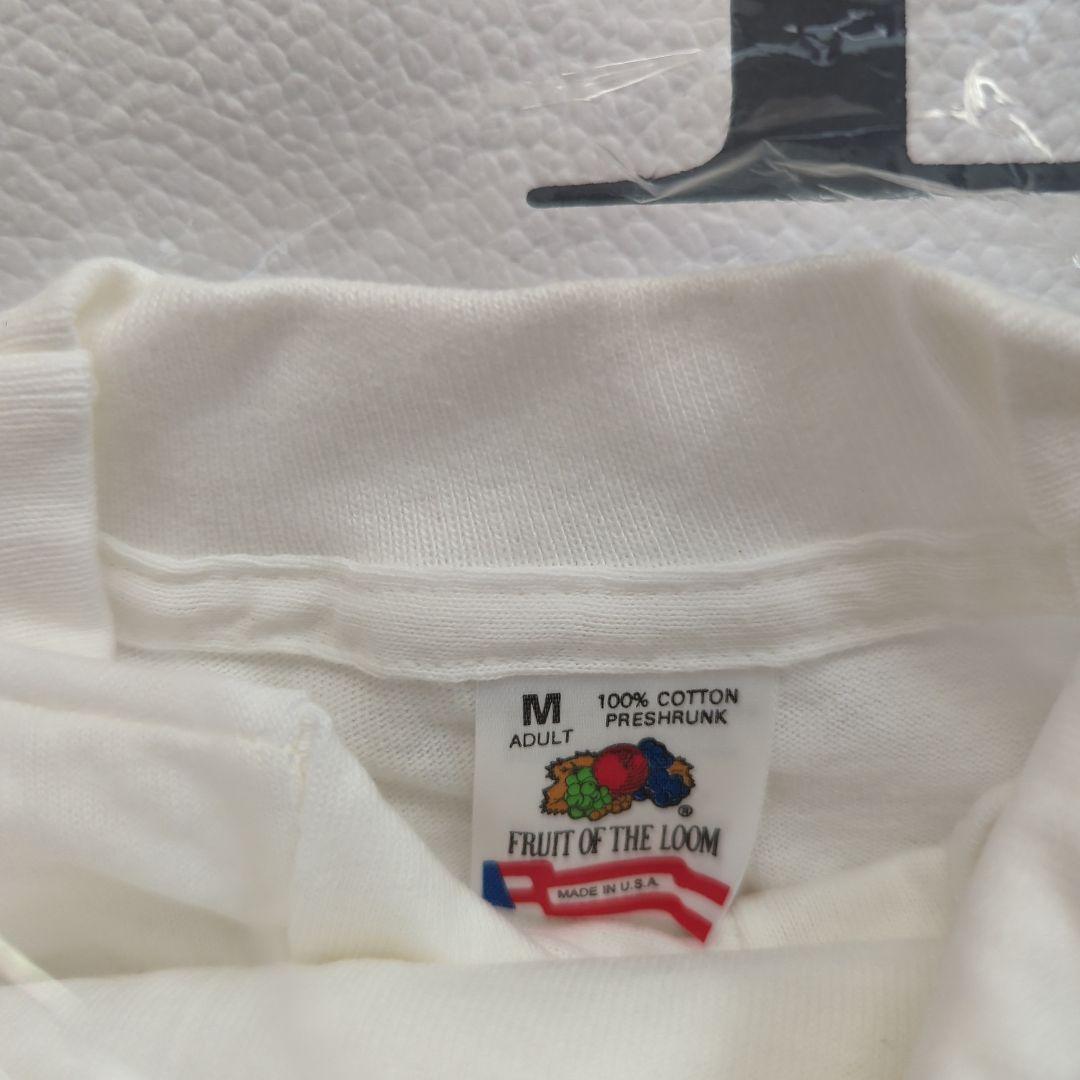 M
ADULT
100% COTTON
PRESHRUNK
®
FRUIT OF THE LOOM
MADE IN U.S.A.